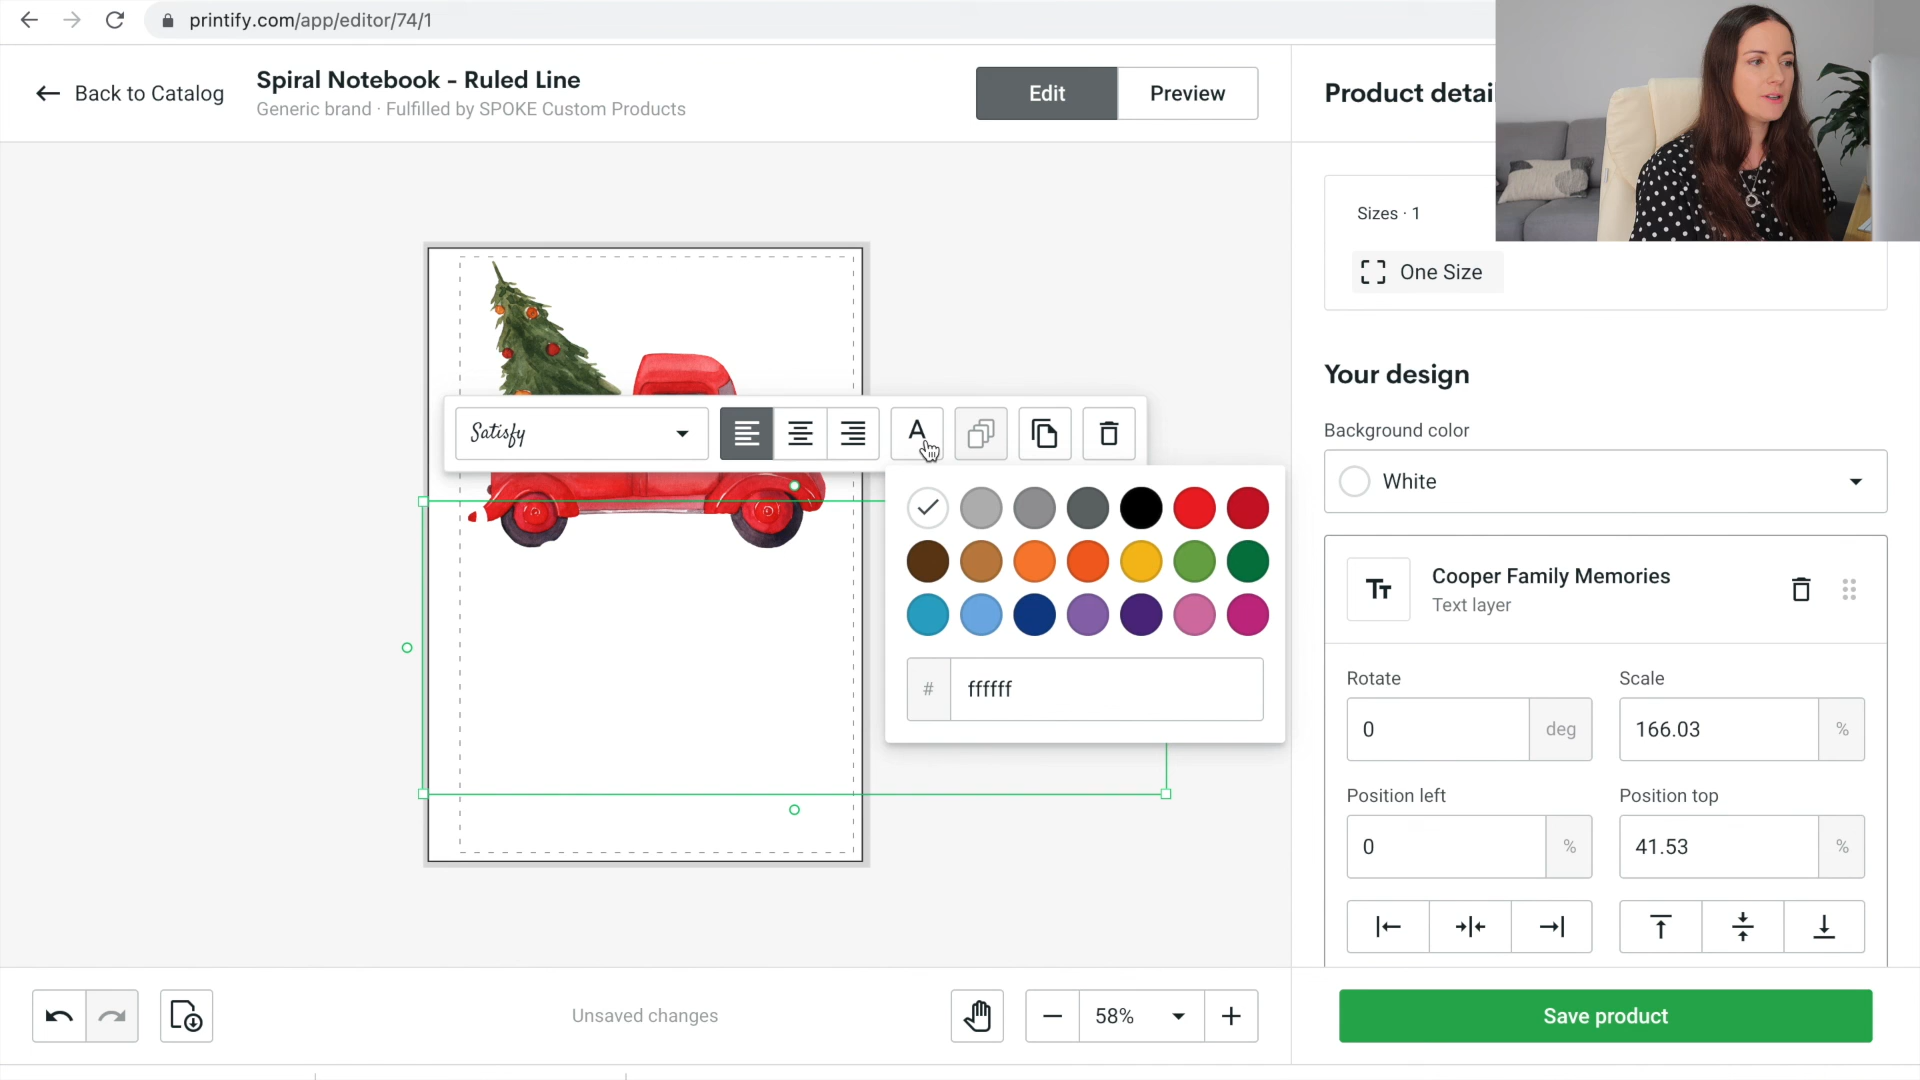 printify.com/app/editor/74/1
Back to Catalog
Spiral Notebook - Ruled Line
Generic brand · Fulfilled by SPOKE Custom Products
Edit
Preview
Product detai
Sizes · 1
One Size
Your design
Background color
White
Satisfy
A
# ffffff
Tт
Cooper Family Memories
Text layer
Rotate
Scale
0 deg
166.03 %
Position left
Position top
0 %
41.53 %
Unsaved changes
58%
Save product